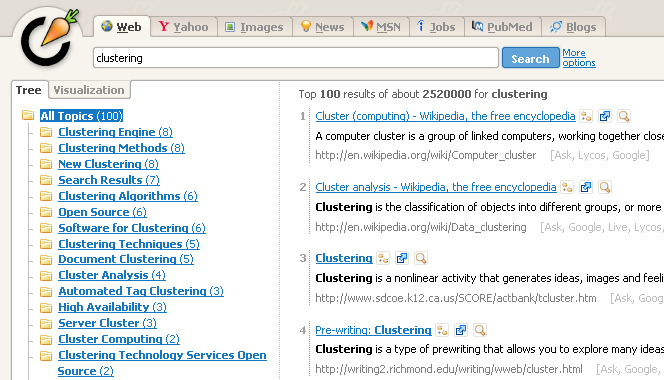 Web Yahoo Images News MSN Jobs PubMed Blogs
clustering Search More options
Tree Visualization
All Topics (100)
Clustering Engine (8)
Clustering Methods (8)
New Clustering (8)
Search Results (7)
Clustering Algorithms (6)
Open Source (6)
Software for Clustering (6)
Clustering Techniques (5)
Document Clustering (5)
Cluster Analysis (4)
Automated Tag Clustering (3)
High Availability (3)
Server Cluster (3)
Cluster Computing (2)
Clustering Technology Services Open
Source (2)
Top 100 results of about 2520000 for clustering
1 Cluster (computing) - Wikipedia, the free encyclopedia
A computer cluster is a group of linked computers, working together close
http://en.wikipedia.org/wiki/Computer_cluster [Ask, Lycos, Google]
2 Cluster analysis - Wikipedia, the free encyclopedia
Clustering is the classification of objects into different groups, or more
http://en.wikipedia.org/wiki/Data_clustering [Ask, Google, Live, Lycos,
3 Clustering
Clustering is a nonlinear activity that generates ideas, images and feeli
http://www.sdcoe.k12.ca.us/SCORE/actbank/tcluster.htm [Ask, Goog
4 Pre-writing: Clustering
Clustering is a type of prewriting that allows you to explore many ideas
http://writing2.richmond.edu/writing/wweb/cluster.html [Ask, Google,